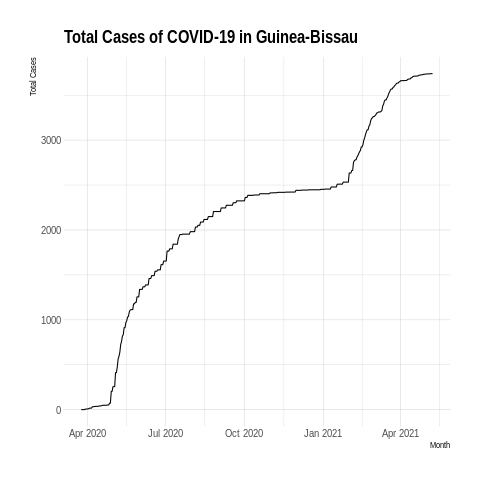 Total Cases of COVID-19 in Guinea-Bissau
Total Cases
3000
2000
1000
0
Apr 2020 Jul 2020 Oct 2020 Jan 2021 Apr 2021
Month